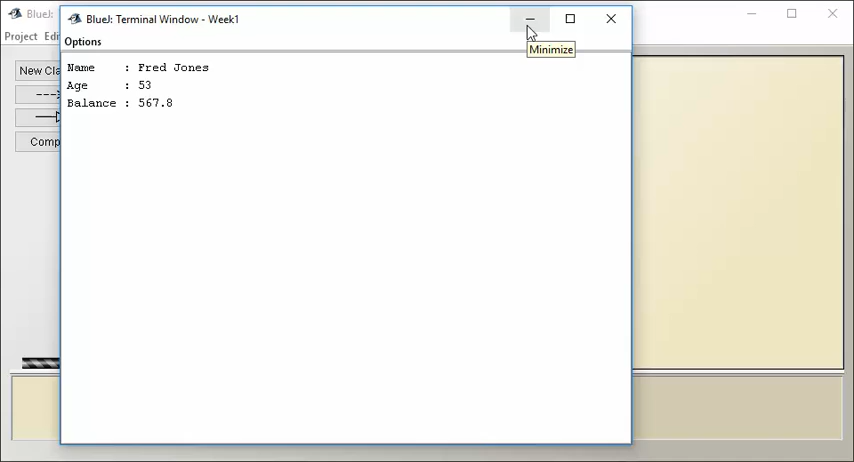 BlueJ:
BlueJ: Terminal Window - Week1
Project
Options
Minimize
Name    : Fred Jones
Age     : 53
Balance : 567.8
New Cla
Comp